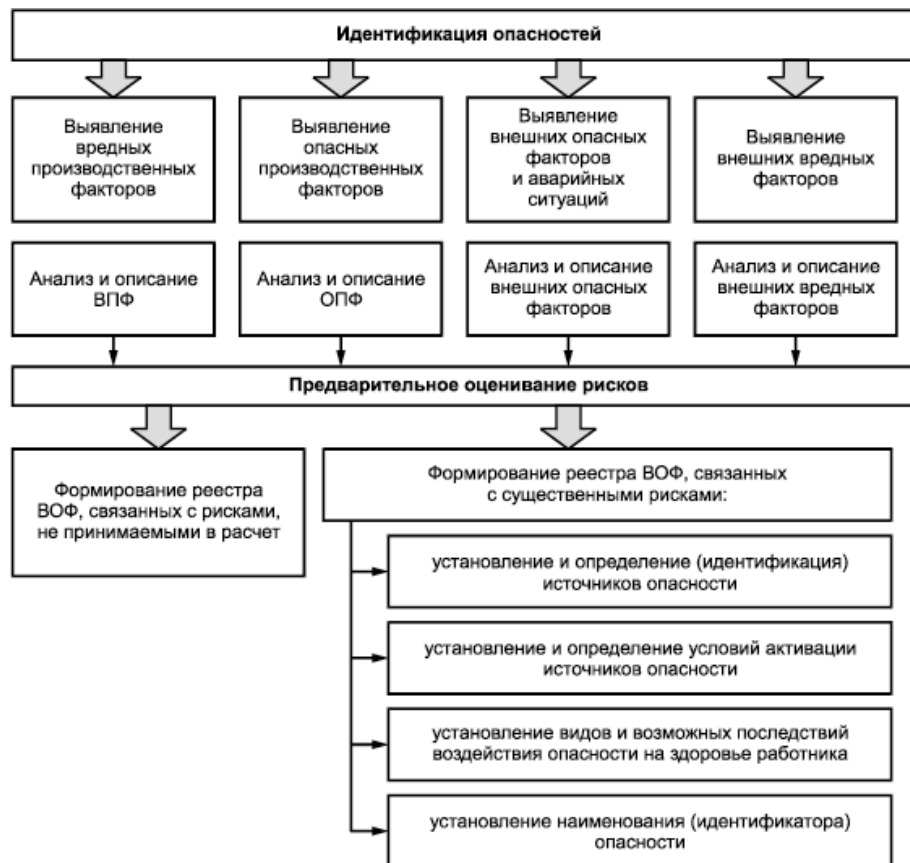 Идентификация опасностей
Выявление
вредных
производственных
факторов
Выявление
опасных
производственных
факторов
Выявление
внешних опасных
факторов
и аварийных
ситуаций
Выявление
внешних вредных
факторов
Анализ и описание
ВПФ
Анализ и описание
ОПФ
Анализ и описание
внешних опасных
факторов
Анализ и описание
внешних вредных
факторов
Предварительное оценивание рисков
Формирование реестра
ВОФ, связанных с рисками,
не принимаемыми в расчет
Формирование реестра ВОФ, связанных
с существенными рисками:
установление и определение (идентификация)
источников опасности
установление и определение условий активации
источников опасности
установление видов и возможных последствий
воздействия опасности на здоровье работника
установление наименования (идентификатора)
опасности